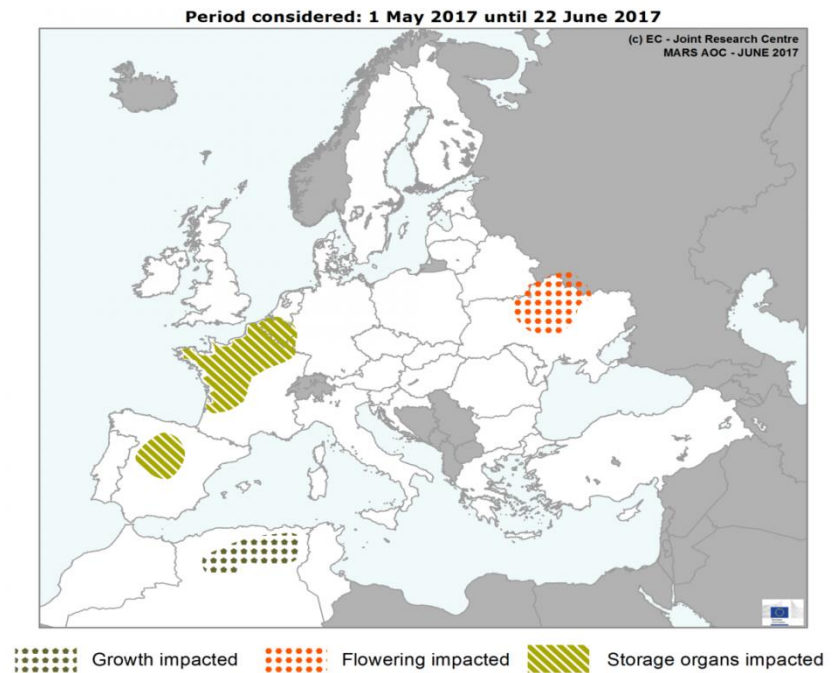 Period considered: 1 May 2017 until 22 June 2017
(c) EC - Joint Research Centre
MARS AOC - JUNE 2017
Growth impacted
Flowering impacted
Storage organs impacted